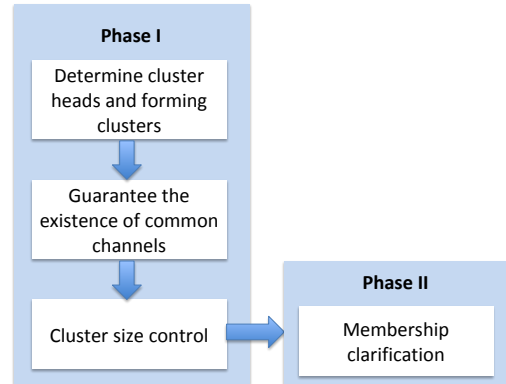 Phase I
Determine cluster
heads and forming
clusters
Guarantee the
existence of common
channels
Cluster size control
Phase II
Membership
clarification